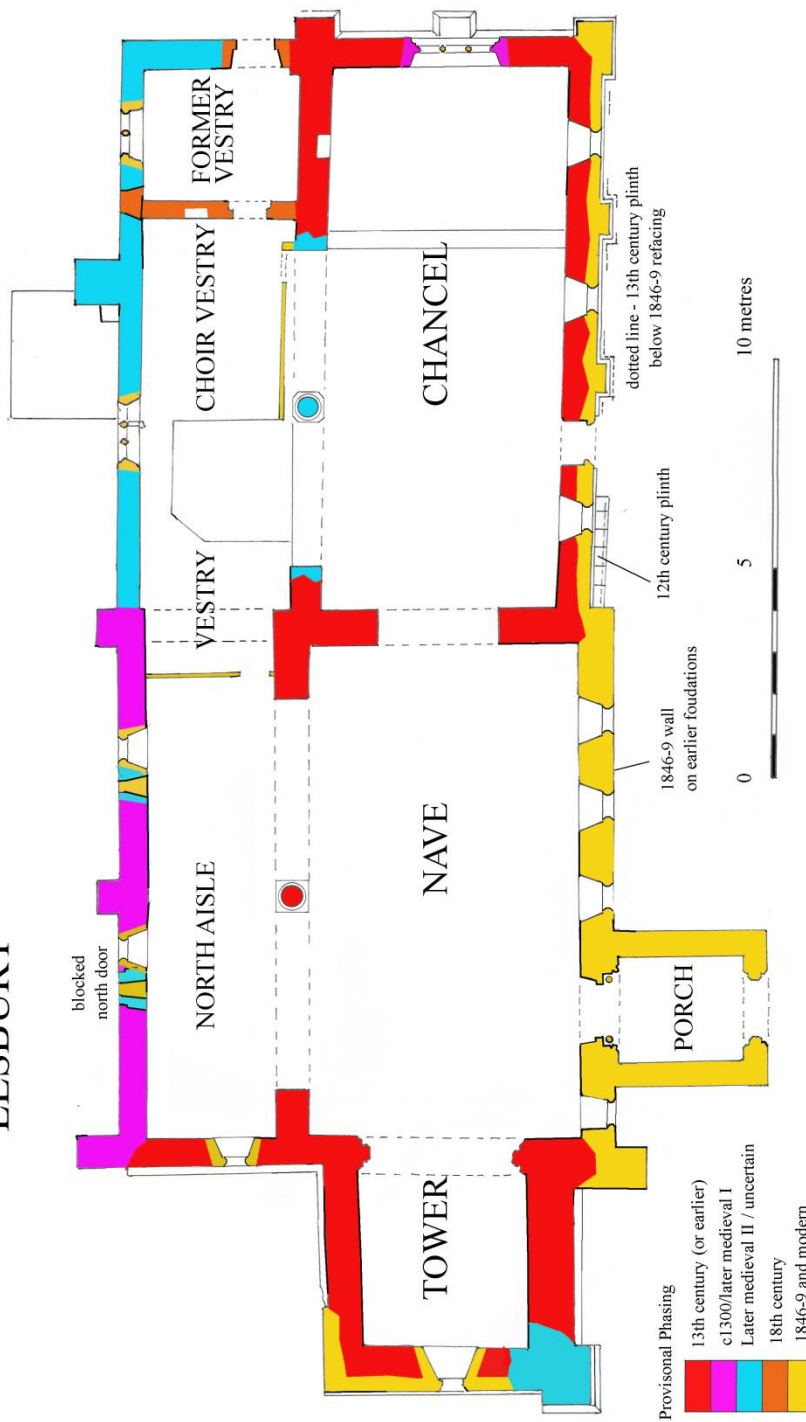 LESBURY
FORMER
VESTRY
CHOIR VESTRY
VESTRY
CHANCEL
blocked
north door
NORTH AISLE
NAVE
TOWER
PORCH
dotted line - 13th century plinth
below 1846-9 refacing
12th century plinth
1846-9 wall
on earlier foudations
0
5
10 metres
Provisonal Phasing
13th century (or earlier)
c1300/later medieval I
Later medieval II / uncertain
18th century
1846-9 and modern